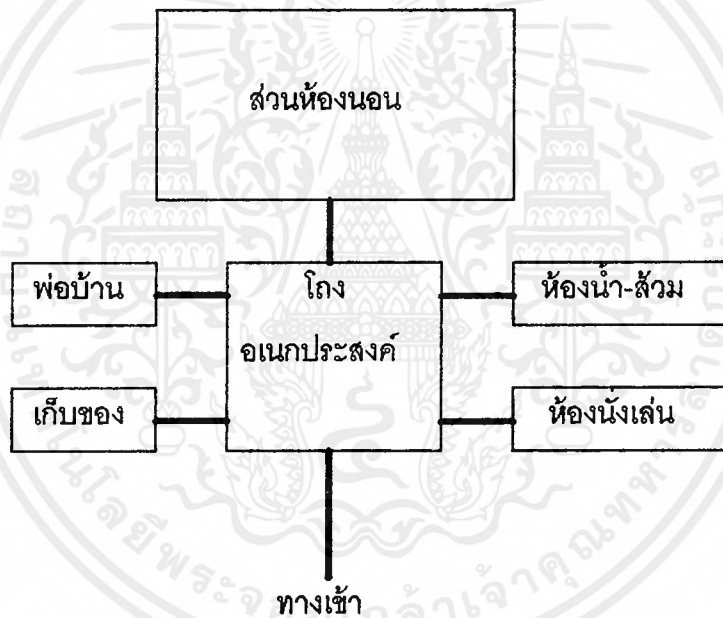 ส่วนห้องนอน
พ่อบ้าน
โถง
ห้องน้ำ-ส้วม
อเนกประสงค์
เก็บของ
ห้องนั่งเล่น
ทางเข้า